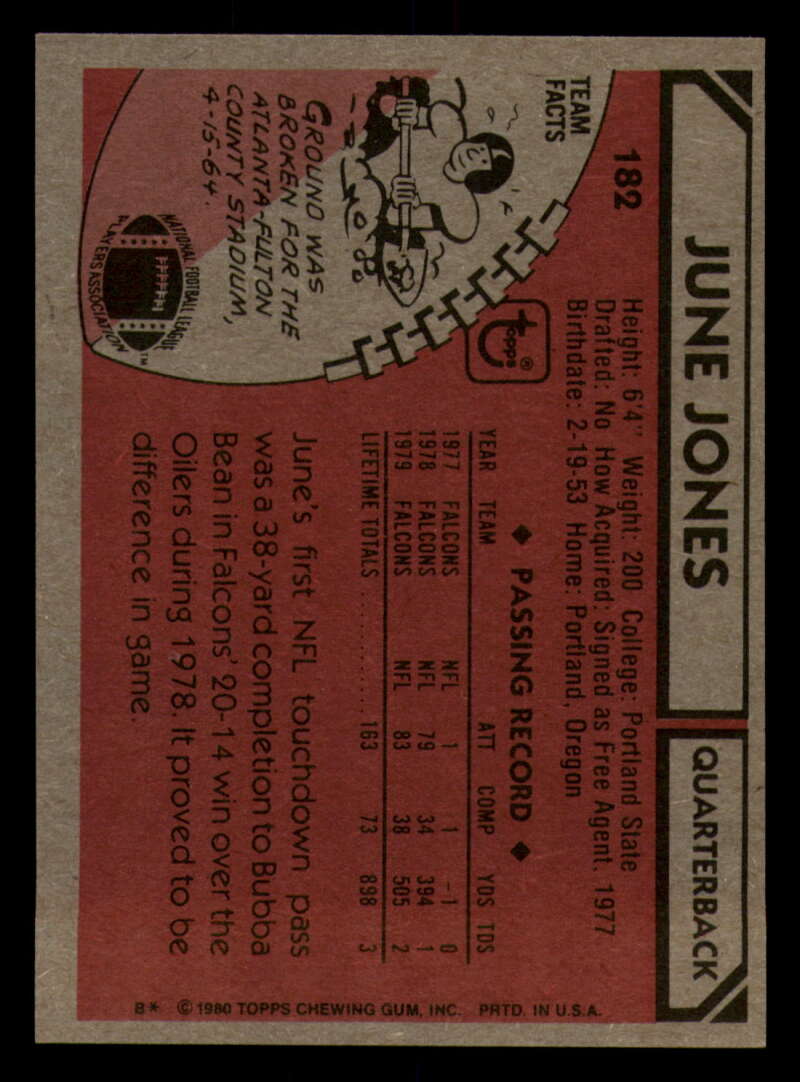 JUNE JONES
QUARTERBACK
182
Height: 6'4" Weight: 200 College: Portland State
Drafted: No How Acquired: Signed as Free Agent, 1977
Birthdate: 2-19-53 Home: Portland, Oregon
TEAM
FACTS
GROUND WAS
BROKEN FOR THE
ATLANTA-FULTON
COUNTY STADIUM,
4-15-64.
NATIONAL FOOTBALL LEAGUE
PLAYERS ASSOCIATION
TM
Topps®
◆ PASSING RECORD ◆
YEAR TEAM ATT COMP YDS TDS
1977 FALCONS NFL 1 1 -1 0
1978 FALCONS NFL 79 34 394 1
1979 FALCONS NFL 83 38 505 2
LIFETIME TOTALS .......... 163 73 898 3
June's first NFL touchdown pass
was a 38-yard completion to Bubba
Bean in Falcons' 20-14 win over the
Oilers during 1978. It proved to be
difference in game.
B* © 1980 TOPPS CHEWING GUM, INC. PRTD. IN U.S.A.